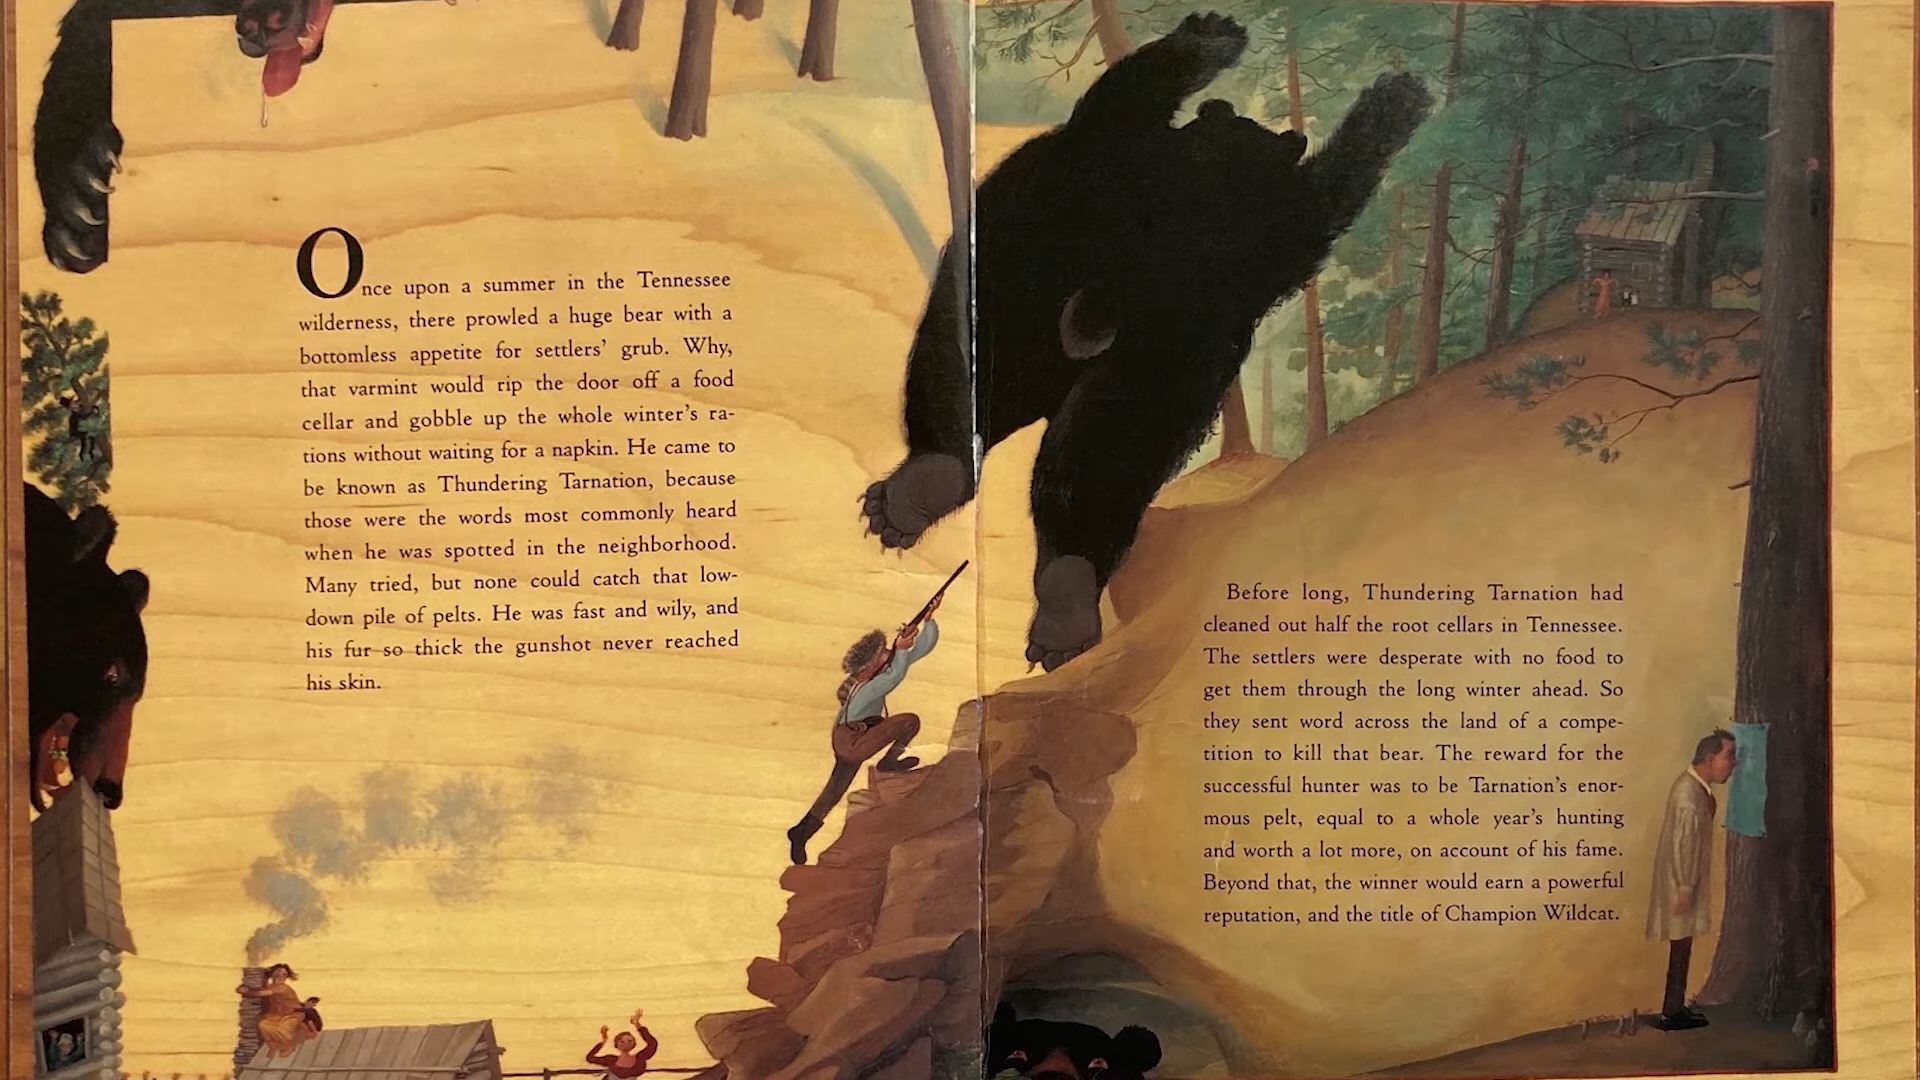 Once upon a summer in the Tennessee
wilderness, there prowled a huge bear with a
bottomless appetite for settlers’ grub. Why,
that varmint would rip the door off a food
cellar and gobble up the whole winter’s ra-
tions without waiting for a napkin. He came to
be known as Thundering Tarnation, because
those were the words most commonly heard
when he was spotted in the neighborhood.
Many tried, but none could catch that low-
down pile of pelts. He was fast and wily, and
his fur so thick the gunshot never reached
his skin.
Before long, Thundering Tarnation had
cleaned out half the root cellars in Tennessee.
The settlers were desperate with no food to
get them through the long winter ahead. So
they sent word across the land of a compe-
tition to kill that bear. The reward for the
successful hunter was to be Tarnation’s enor-
mous pelt, equal to a whole year’s hunting
and worth a lot more, on account of his fame.
Beyond that, the winner would earn a powerful
reputation, and the title of Champion Wildcat.